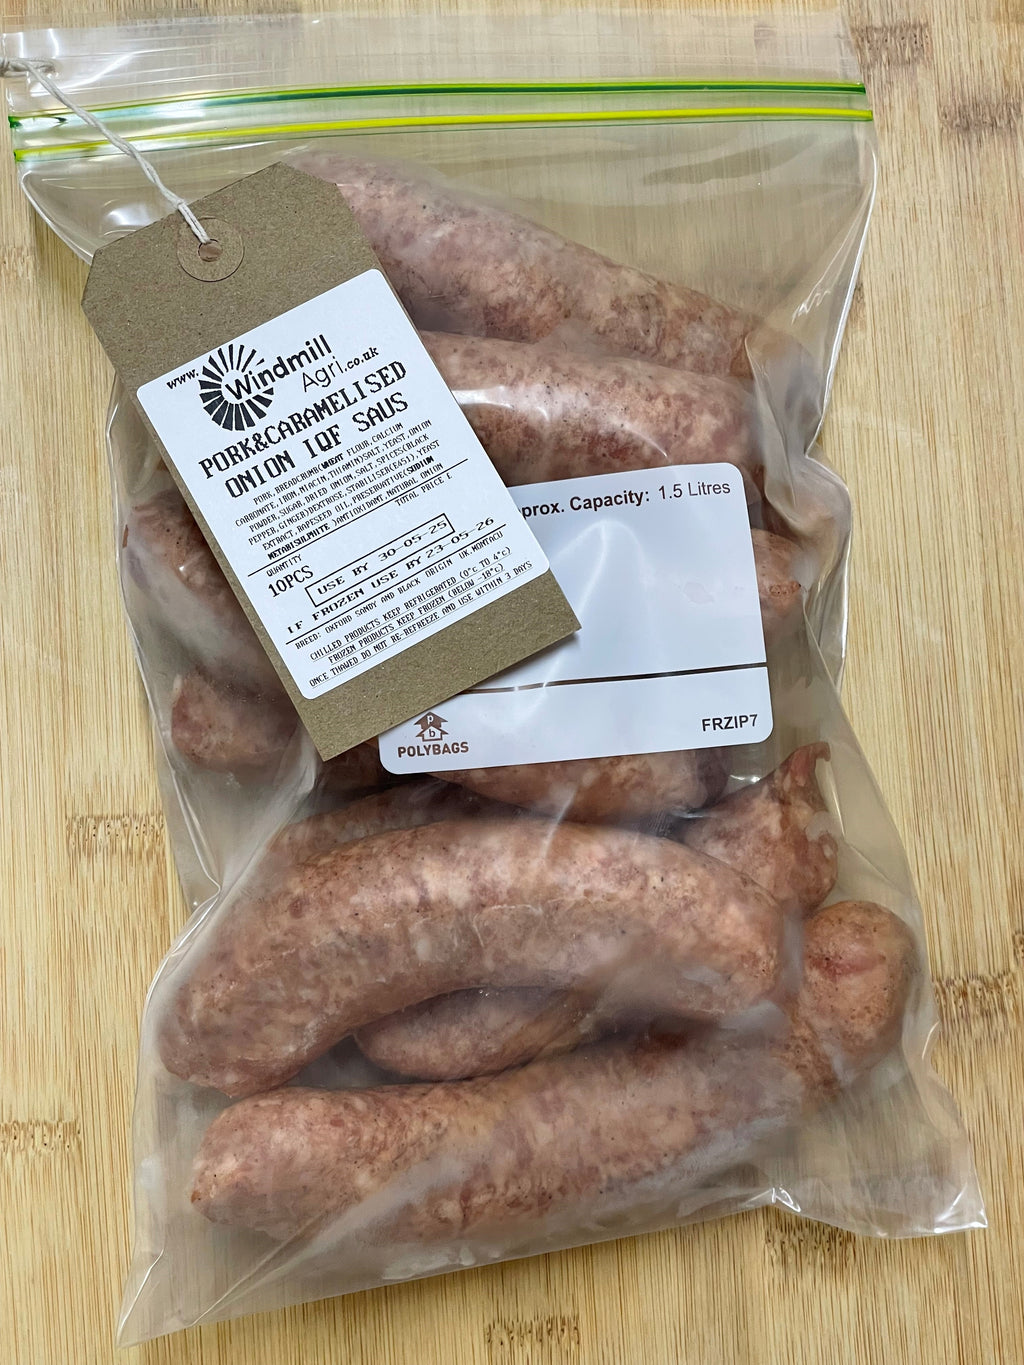 www. Windmill
Agri.co.uk
PORK&CARAMELISED
ONION IQF SAUS
PORK, BREADCRUMB(WHEAT FLOUR, CALCIUM
CARBONATE, IRON, NIACIN, THIAMIN)SALT, YEAST, ONION
POWDER, SUGAR, DRIED ONION, SALT, SPICES(BLACK
PEPPER, GINGER)DEXTROSE, STABILISER(E451), YEAST
EXTRACT, RAPESEED OIL, PRESERVATIVE(SODIUM
METABISULPHITE )ANTIOXIDANT, NATURAL ONION
QUANTITY
TOTAL PRICE £
10PCS
USE BY 30-05-25
IF FROZEN USE BY 23-05-26
BREED: OXFORD SANDY AND BLACK ORIGIN UK, MONTACU
CHILLED PRODUCTS KEEP REFRIGERATED (0°c TO 4°c)
FROZEN PRODUCTS KEEP FROZEN (BELOW -18°c)
ONCE THAWED DO NOT RE-REFREEZE AND USE WITHIN 3 DAYS
prox. Capacity: 1.5 Litres
p
b
POLYBAGS
FRZIP7